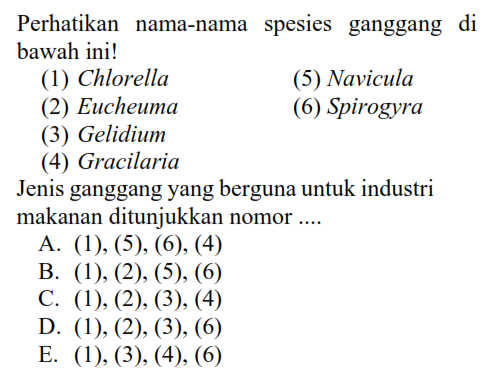 Perhatikan nama-nama spesies ganggang di
bawah ini!
(1) Chlorella (5) Navicula
(2) Eucheuma (6) Spirogyra
(3) Gelidium
(4) Gracilaria
Jenis ganggang yang berguna untuk industri
makanan ditunjukkan nomor ....
A. (1), (5), (6), (4)
B. (1), (2), (5), (6)
C. (1), (2), (3), (4)
D. (1), (2), (3), (6)
E. (1), (3), (4), (6)